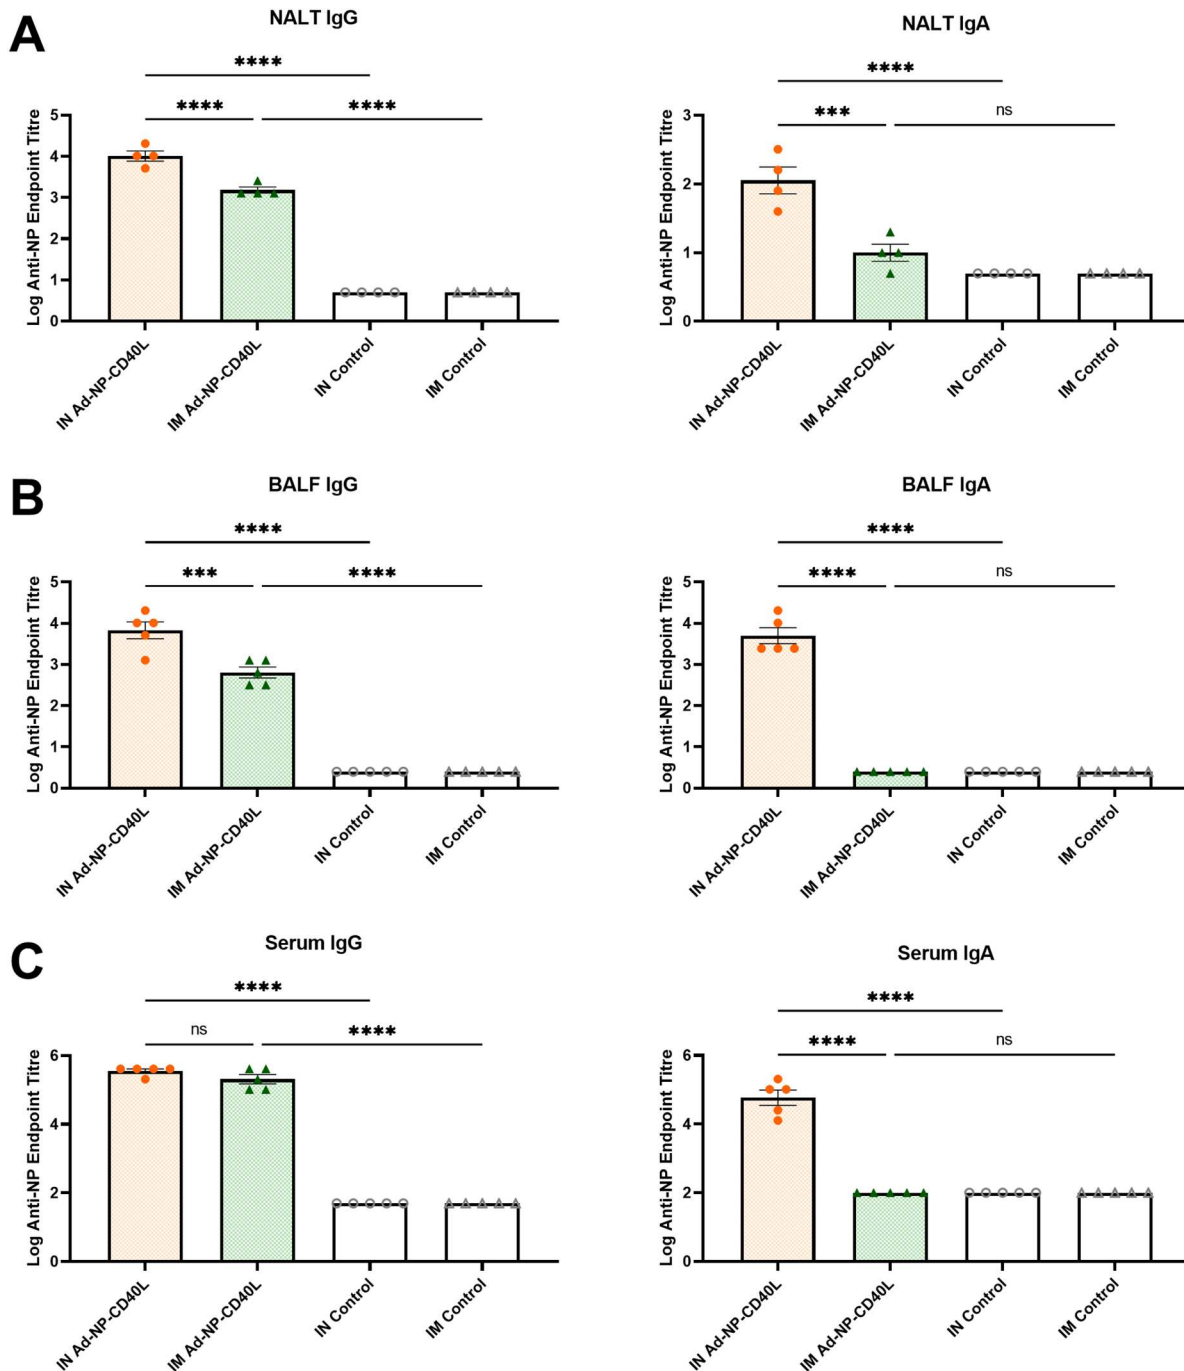 A
NALT IgG
****
****
****
Log Anti-NP Endpoint Titre
5
4
3
2
1
0
IN Ad-NP-CD40L
IM Ad-NP-CD40L
IN Control
IM Control
NALT IgA
****
***
ns
Log Anti-NP Endpoint Titre
3
2
1
0
IN Ad-NP-CD40L
IM Ad-NP-CD40L
IN Control
IM Control
B
BALF IgG
****
***
****
Log Anti-NP Endpoint Titre
5
4
3
2
1
0
IN Ad-NP-CD40L
IM Ad-NP-CD40L
IN Control
IM Control
BALF IgA
****
****
ns
Log Anti-NP Endpoint Titre
5
4
3
2
1
0
IN Ad-NP-CD40L
IM Ad-NP-CD40L
IN Control
IM Control
C
Serum IgG
****
ns
****
Log Anti-NP Endpoint Titre
6
4
2
0
IN Ad-NP-CD40L
IM Ad-NP-CD40L
IN Control
IM Control
Serum IgA
****
****
ns
Log Anti-NP Endpoint Titre
6
4
2
0
IN Ad-NP-CD40L
IM Ad-NP-CD40L
IN Control
IM Control